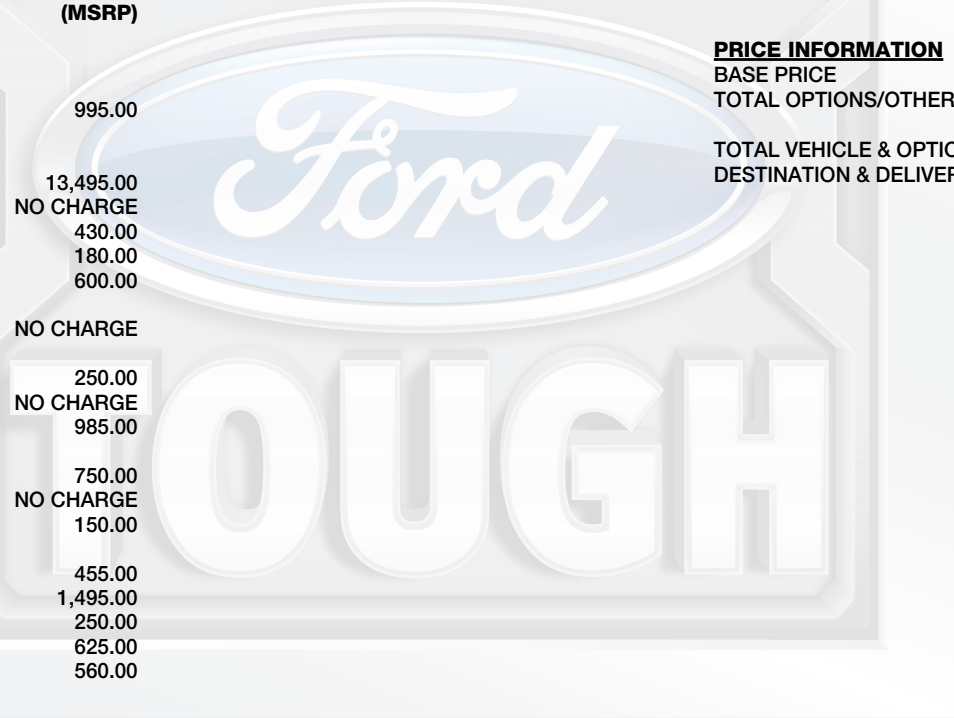 (MSRP)
995.00
13,495.00
NO CHARGE
430.00
180.00
600.00
NO CHARGE
250.00
NO CHARGE
985.00
750.00
NO CHARGE
150.00
455.00
1,495.00
250.00
625.00
560.00
PRICE INFORMATION
BASE PRICE
TOTAL OPTIONS/OTHER
TOTAL VEHICLE & OPTIO
DESTINATION & DELIVER
Ford
TOUGH